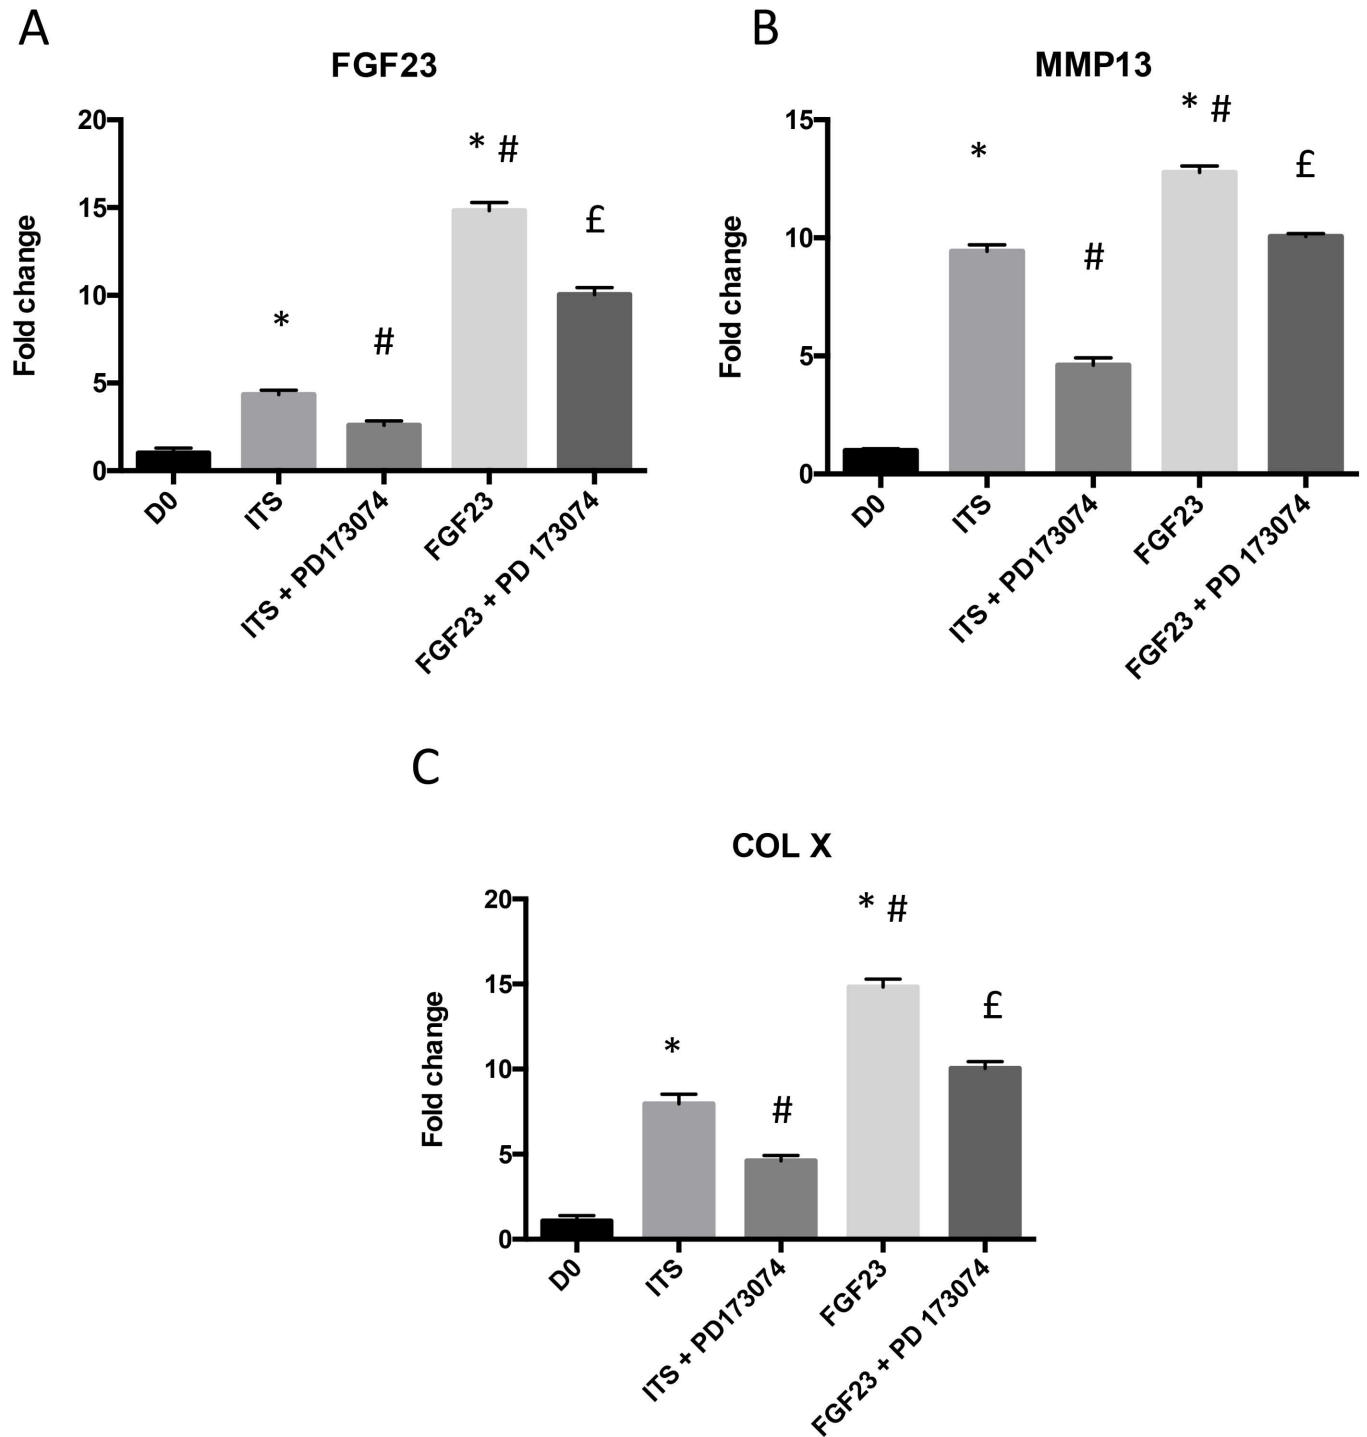 A
FGF23
20
15
10
5
0
Fold change
*
#
* #
£
D0
ITS
ITS + PD173074
FGF23
FGF23 + PD 173074
B
MMP13
15
10
5
0
Fold change
*
#
* #
£
D0
ITS
ITS + PD173074
FGF23
FGF23 + PD 173074
C
COL X
20
15
10
5
0
Fold change
*
#
* #
£
D0
ITS
ITS + PD173074
FGF23
FGF23 + PD 173074